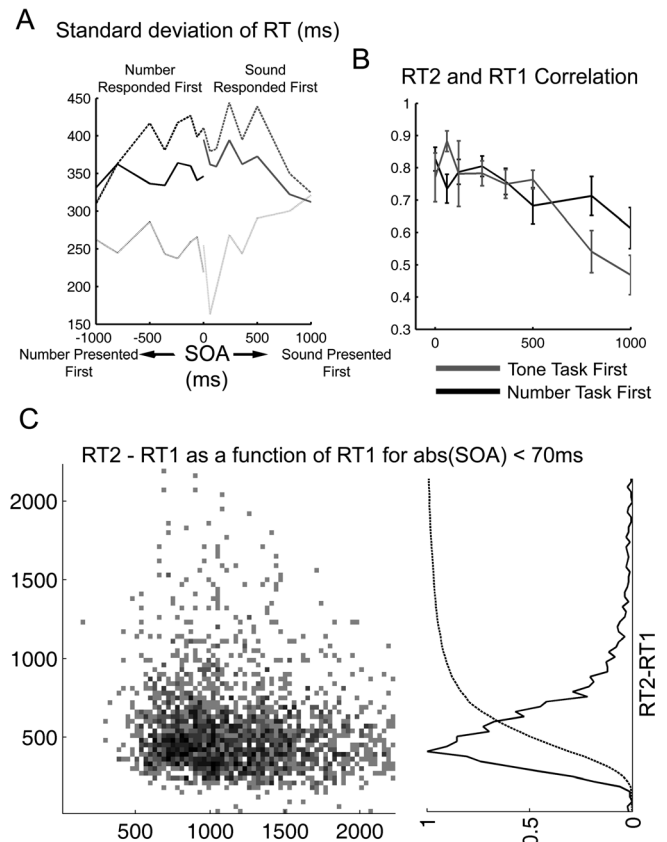 A
Standard deviation of RT (ms)
Number
Responded First
Sound
Responded First
450
400
350
300
250
200
150
-1000
-500
0
500
1000
Number Presented
First
SOA
(ms)
Sound Presented
First
B
RT2 and RT1 Correlation
1
0.9
0.8
0.7
0.6
0.5
0.4
0.3
0
500
1000
Tone Task First
Number Task First
C
RT2 - RT1 as a function of RT1 for abs(SOA) < 70ms
2000
1500
1000
500
500
1000
1500
2000
1
0.5
0
RT2-RT1